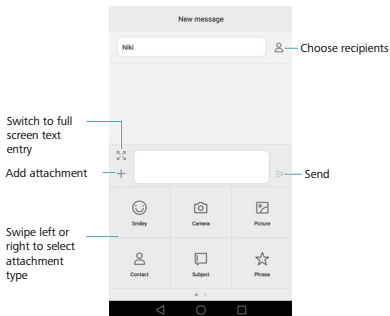 New message
Niki
Choose recipients
Switch to full
screen text
entry
Add attachment
Send
Smiley
Camera
Picture
Swipe left or
right to select
attachment
type
Contact
Subject
Phrase